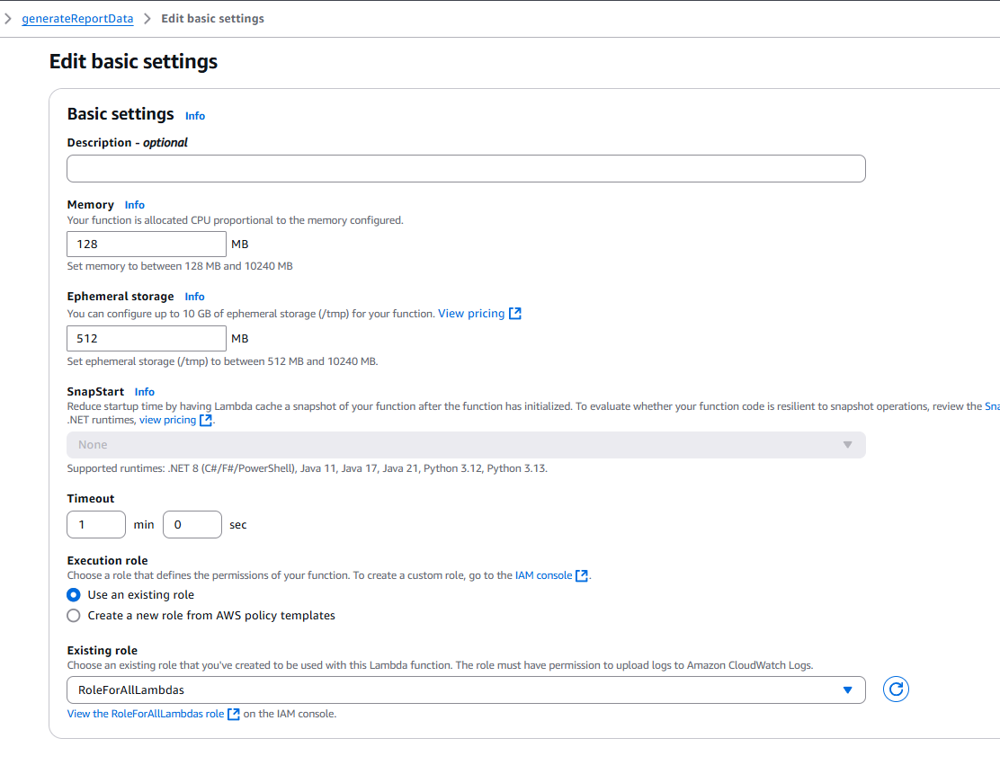 generateReportData > Edit basic settings
Edit basic settings
Basic settings Info
Description - optional
Memory Info
Your function is allocated CPU proportional to the memory configured.
128 MB
Set memory to between 128 MB and 10240 MB
Ephemeral storage Info
You can configure up to 10 GB of ephemeral storage (/tmp) for your function. View pricing
512 MB
Set ephemeral storage (/tmp) to between 512 MB and 10240 MB.
SnapStart Info
Reduce startup time by having Lambda cache a snapshot of your function after the function has initialized. To evaluate whether your function code is resilient to snapshot operations, review the
.NET runtimes, view pricing.
None
Supported runtimes: .NET 8 (C#/F#/PowerShell), Java 11, Java 17, Java 21, Python 3.12, Python 3.13.
Timeout
1 min 0 sec
Execution role
Choose a role that defines the permissions of your function. To create a custom role, go to the IAM console.
Use an existing role
Create a new role from AWS policy templates
Existing role
Choose an existing role that you've created to be used with this Lambda function. The role must have permission to upload logs to Amazon CloudWatch Logs.
RoleForAllLambdas
View the RoleForAllLambdas role on the IAM console.